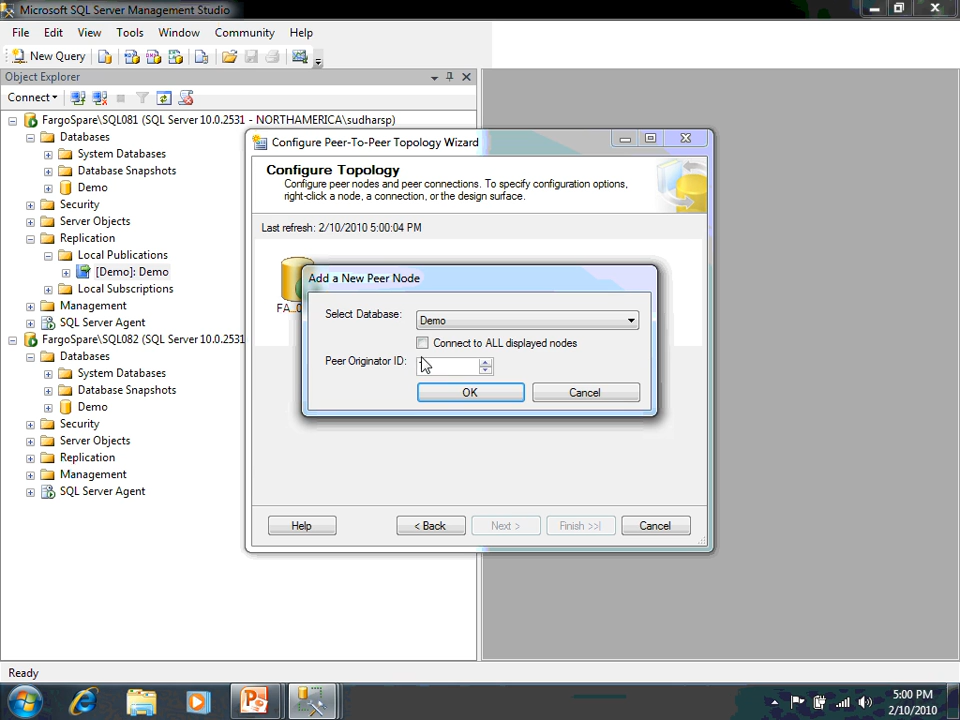 Microsoft SQL Server Management Studio
File Edit View Tools Window Community Help
New Query
Object Explorer
Connect
FargoSpare\SQL081 (SQL Server 10.0.2531 - NORTHAMERICA\sudharsp)
Databases
System Databases
Database Snapshots
Demo
Security
Server Objects
Replication
Local Publications
[Demo]: Demo
Local Subscriptions
Management
SQL Server Agent
FargoSpare\SQL082 (SQL Server 10.0.2531
Databases
System Databases
Database Snapshots
Demo
Security
Server Objects
Replication
Management
SQL Server Agent
Configure Peer-To-Peer Topology Wizard
Configure Topology
Configure peer nodes and peer connections. To specify configuration options,
right-click a node, a connection, or the design surface.
Last refresh: 2/10/2010 5:00:04 PM
Add a New Peer Node
Select Database:
Demo
Connect to ALL displayed nodes
Peer Originator ID:
OK Cancel
Help < Back Next > Finish >>| Cancel
Ready
5:00 PM
2/10/2010